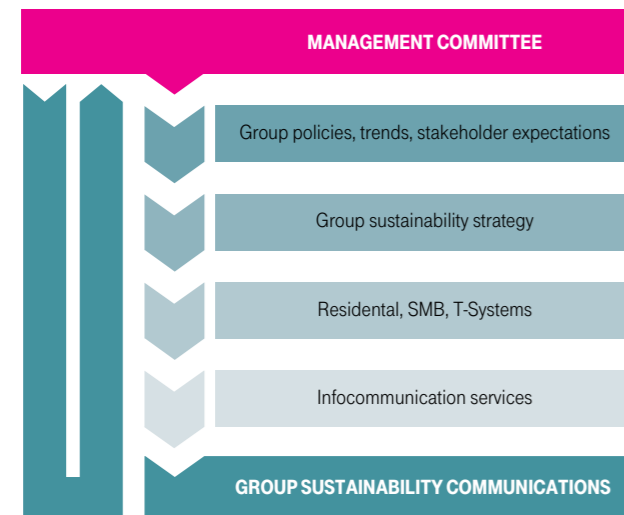 MANAGEMENT COMMITTEE
Group policies, trends, stakeholder expectations
Group sustainability strategy
Residental, SMB, T-Systems
Infocommunication services
GROUP SUSTAINABILITY COMMUNICATIONS